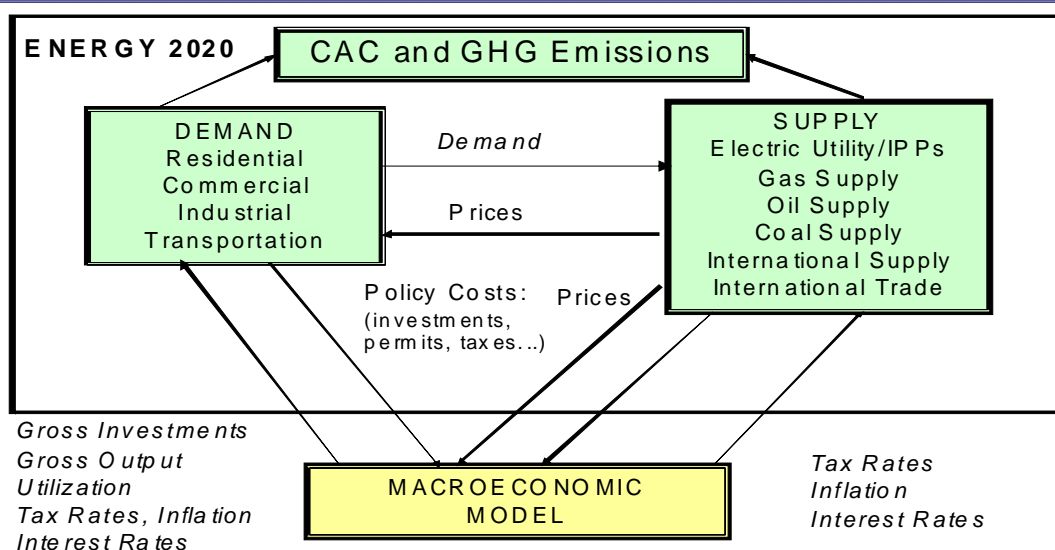 ENERGY 2020
CAC and GHG Emissions
DEMAND
Residential
Commercial
Industrial
Transportation
Demand
Prices
SUPPLY
Electric Utility/IPPs
Gas Supply
Oil Supply
Coal Supply
International Supply
International Trade
Policy Costs:
(investments,
permits, taxes...)
Prices
Gross Investments
Gross Output
Utilization
Tax Rates, Inflation
Interest Rates
MACROECONOMIC
MODEL
Tax Rates
Inflation
Interest Rates